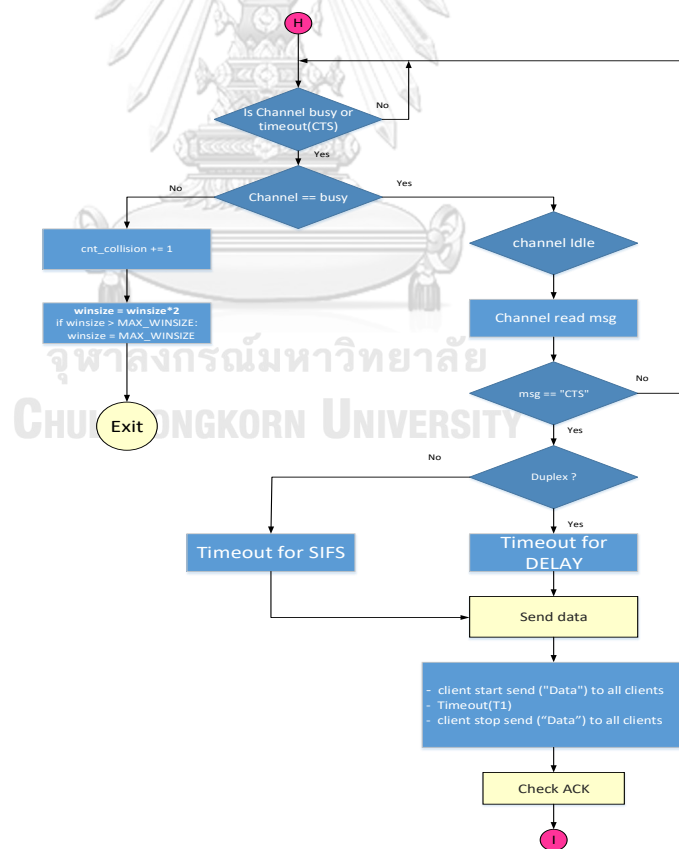 H
Is Channel busy or
timeout(CTS)
No
Yes
Channel == busy
No
Yes
cnt_collision += 1
channel Idle
winsize = winsize*2
if winsize > MAX_WINSIZE:
winsize = MAX_WINSIZE
Channel read msg
จุฬาลงกรณ์มหาวิทยาลัย
CHULALONGKORN UNIVERSITY
msg == "CTS"
No
Exit
Yes
Duplex ?
No
Yes
Timeout for SIFS
Timeout for
DELAY
Send data
- client start send ("Data") to all clients
- Timeout(T1)
- client stop send (“Data”) to all clients
Check ACK
I